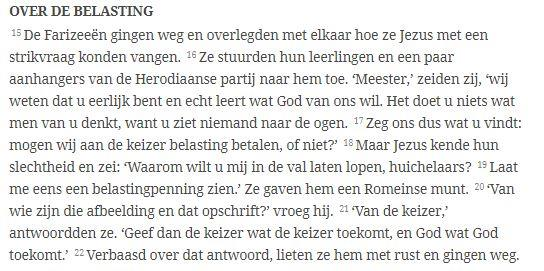 OVER DE BELASTING
15 De Farizeeën gingen weg en overlegden met elkaar hoe ze Jezus met een
strikvraag konden vangen. 16 Ze stuurden hun leerlingen en een paar
aanhangers van de Herodiaanse partij naar hem toe. ‘Meester,’ zeiden zij, ‘wij
weten dat u eerlijk bent en echt leert wat God van ons wil. Het doet u niets wat
men van u denkt, want u ziet niemand naar de ogen. 17 Zeg ons dus wat u vindt:
mogen wij aan de keizer belasting betalen, of niet?’ 18 Maar Jezus kende hun
slechtheid en zei: ‘Waarom wilt u mij in de val laten lopen, huichelaars? 19 Laat
me eens een belastingpenning zien.’ Ze gaven hem een Romeinse munt. 20 ‘Van
wie zijn die afbeelding en dat opschrift?’ vroeg hij. 21 ‘Van de keizer,’
antwoordden ze. ‘Geef dan de keizer wat de keizer toekomt, en God wat God
toekomt.’ 22 Verbaasd over dat antwoord, lieten ze hem met rust en gingen weg.